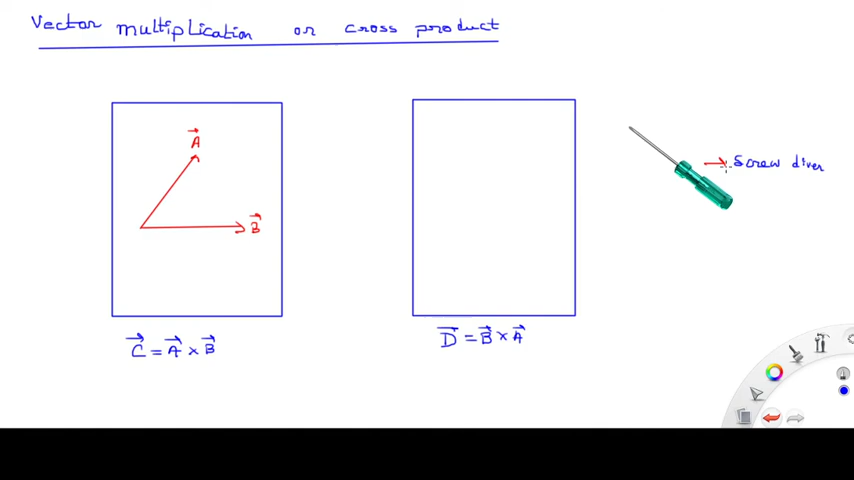 Vector multiplication or cross product
A⃗
B⃗
Screw diver
C⃗ = A⃗ × B⃗
D⃗ = B⃗ × A⃗